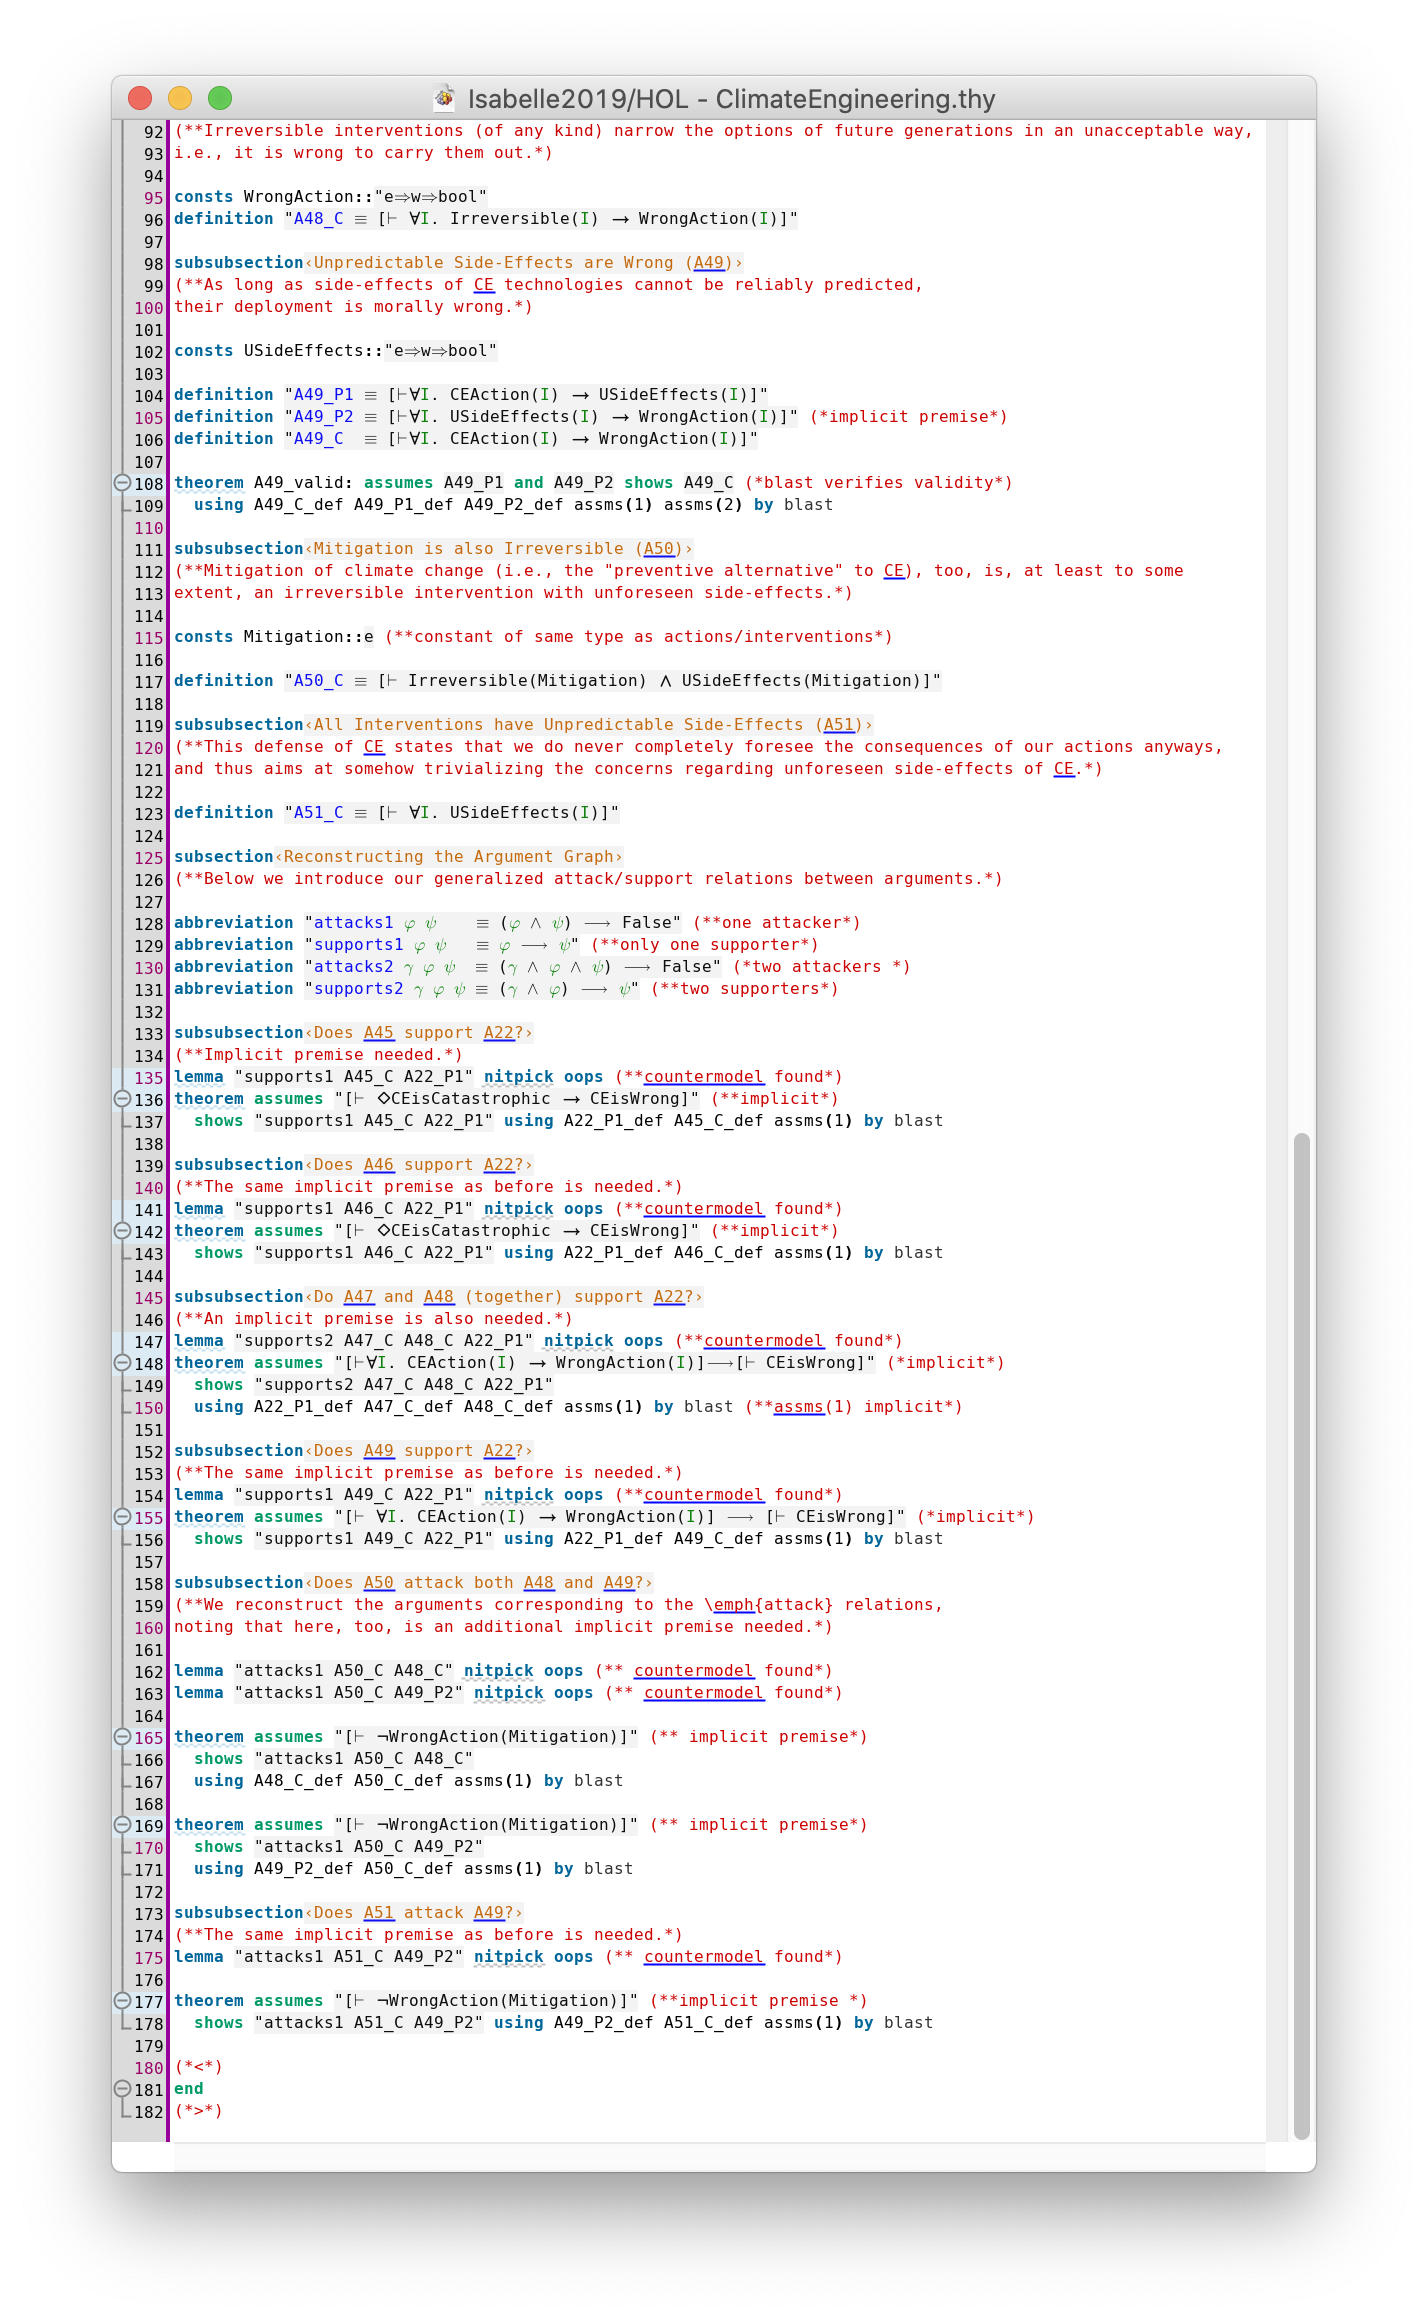 Isabelle2019/HOL - ClimateEngineering.thy
92 (**Irreversible interventions (of any kind) narrow the options of future generations in an unacceptable way,
93 i.e., it is wrong to carry them out.*)
94
95 consts WrongAction::"e⇒w⇒bool"
96 definition "A48_C ≡ [⊢ ∀I. Irreversible(I) → WrongAction(I)]"
97
98 subsubsection‹Unpredictable Side-Effects are Wrong (A49)›
99 (**As long as side-effects of CE technologies cannot be reliably predicted,
100 their deployment is morally wrong.*)
101
102 consts USideEffects::"e⇒w⇒bool"
103
104 definition "A49_P1 ≡ [⊢∀I. CEAction(I) → USideEffects(I)]"
105 definition "A49_P2 ≡ [⊢∀I. USideEffects(I) → WrongAction(I)]" (*implicit premise*)
106 definition "A49_C  ≡ [⊢∀I. CEAction(I) → WrongAction(I)]"
107
108 theorem A49_valid: assumes A49_P1 and A49_P2 shows A49_C (*blast verifies validity*)
109   using A49_C_def A49_P1_def A49_P2_def assms(1) assms(2) by blast
110
111 subsubsection‹Mitigation is also Irreversible (A50)›
112 (**Mitigation of climate change (i.e., the "preventive alternative" to CE), too, is, at least to some
113 extent, an irreversible intervention with unforeseen side-effects.*)
114
115 consts Mitigation::e (**constant of same type as actions/interventions*)
116
117 definition "A50_C ≡ [⊢ Irreversible(Mitigation) ∧ USideEffects(Mitigation)]"
118
119 subsubsection‹All Interventions have Unpredictable Side-Effects (A51)›
120 (**This defense of CE states that we do never completely foresee the consequences of our actions anyways,
121 and thus aims at somehow trivializing the concerns regarding unforeseen side-effects of CE.*)
122
123 definition "A51_C ≡ [⊢ ∀I. USideEffects(I)]"
124
125 subsection‹Reconstructing the Argument Graph›
126 (**Below we introduce our generalized attack/support relations between arguments.*)
127
128 abbreviation "attacks1 φ ψ    ≡ (φ ∧ ψ) ⟶ False" (**one attacker*)
129 abbreviation "supports1 φ ψ   ≡ φ ⟶ ψ" (**only one supporter*)
130 abbreviation "attacks2 γ φ ψ  ≡ (γ ∧ φ ∧ ψ) ⟶ False" (*two attackers *)
131 abbreviation "supports2 γ φ ψ ≡ (γ ∧ φ) ⟶ ψ" (**two supporters*)
132
133 subsubsection‹Does A45 support A22?›
134 (**Implicit premise needed.*)
135 lemma "supports1 A45_C A22_P1" nitpick oops (**countermodel found*)
136 theorem assumes "[⊢ ◇CEisCatastrophic → CEisWrong]" (**implicit*)
137   shows "supports1 A45_C A22_P1" using A22_P1_def A45_C_def assms(1) by blast
138
139 subsubsection‹Does A46 support A22?›
140 (**The same implicit premise as before is needed.*)
141 lemma "supports1 A46_C A22_P1" nitpick oops (**countermodel found*)
142 theorem assumes "[⊢ ◇CEisCatastrophic → CEisWrong]" (**implicit*)
143   shows "supports1 A46_C A22_P1" using A22_P1_def A46_C_def assms(1) by blast
144
145 subsubsection‹Do A47 and A48 (together) support A22?›
146 (**An implicit premise is also needed.*)
147 lemma "supports2 A47_C A48_C A22_P1" nitpick oops (**countermodel found*)
148 theorem assumes "[⊢∀I. CEAction(I) → WrongAction(I)]⟶[⊢ CEisWrong]" (*implicit*)
149   shows "supports2 A47_C A48_C A22_P1"
150   using A22_P1_def A47_C_def A48_C_def assms(1) by blast (**assms(1) implicit*)
151
152 subsubsection‹Does A49 support A22?›
153 (**The same implicit premise as before is needed.*)
154 lemma "supports1 A49_C A22_P1" nitpick oops (**countermodel found*)
155 theorem assumes "[⊢ ∀I. CEAction(I) → WrongAction(I)] ⟶ [⊢ CEisWrong]" (*implicit*)
156   shows "supports1 A49_C A22_P1" using A22_P1_def A49_C_def assms(1) by blast
157
158 subsubsection‹Does A50 attack both A48 and A49?›
159 (**We reconstruct the arguments corresponding to the \emph{attack} relations,
160 noting that here, too, is an additional implicit premise needed.*)
161
162 lemma "attacks1 A50_C A48_C" nitpick oops (** countermodel found*)
163 lemma "attacks1 A50_C A49_P2" nitpick oops (** countermodel found*)
164
165 theorem assumes "[⊢ ¬WrongAction(Mitigation)]" (** implicit premise*)
166   shows "attacks1 A50_C A48_C"
167   using A48_C_def A50_C_def assms(1) by blast
168
169 theorem assumes "[⊢ ¬WrongAction(Mitigation)]" (** implicit premise*)
170   shows "attacks1 A50_C A49_P2"
171   using A49_P2_def A50_C_def assms(1) by blast
172
173 subsubsection‹Does A51 attack A49?›
174 (**The same implicit premise as before is needed.*)
175 lemma "attacks1 A51_C A49_P2" nitpick oops (** countermodel found*)
176
177 theorem assumes "[⊢ ¬WrongAction(Mitigation)]" (**implicit premise *)
178   shows "attacks1 A51_C A49_P2" using A49_P2_def A51_C_def assms(1) by blast
179
180 (*<*)
181 end
182 (*>*)